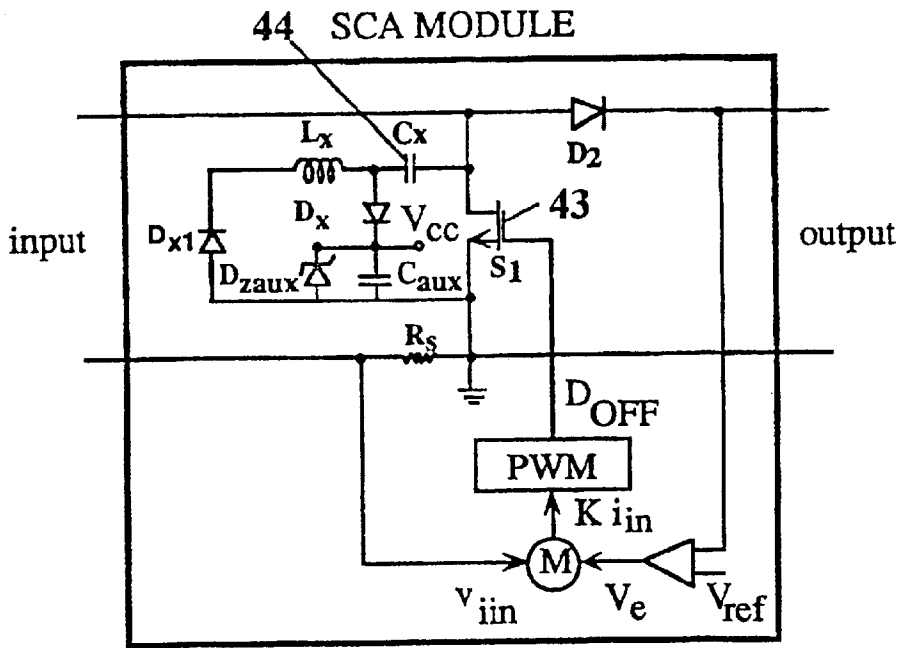 44 SCA MODULE
Lx Cx
D2
Dx 43
Dx1 VCC
input output
Dzaux Caux S1
Rs
DOFF
PWM
K iin
M
viin Ve Vref